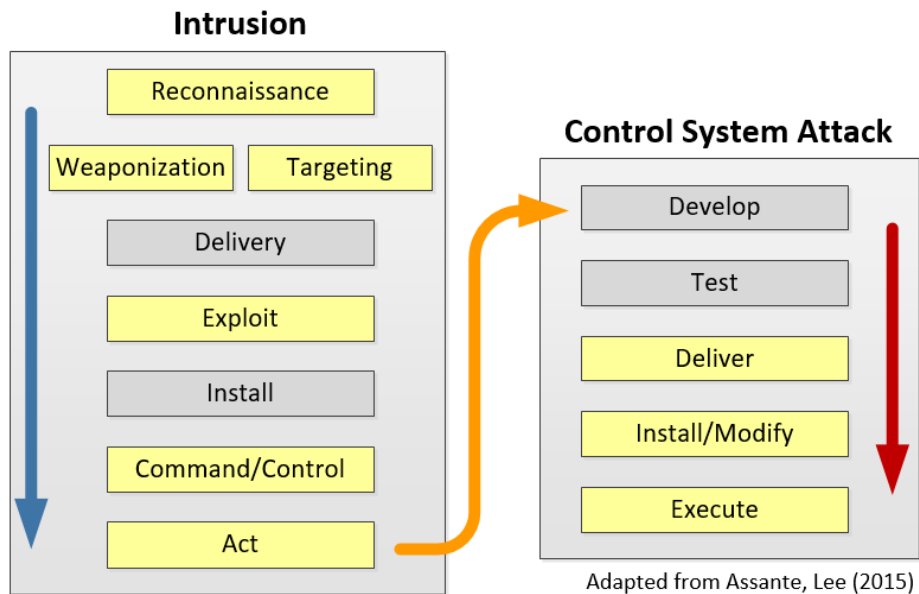 Intrusion
Reconnaissance
Weaponization
Targeting
Delivery
Exploit
Install
Command/Control
Act
Control System Attack
Develop
Test
Deliver
Install/Modify
Execute
Adapted from Assante, Lee (2015)